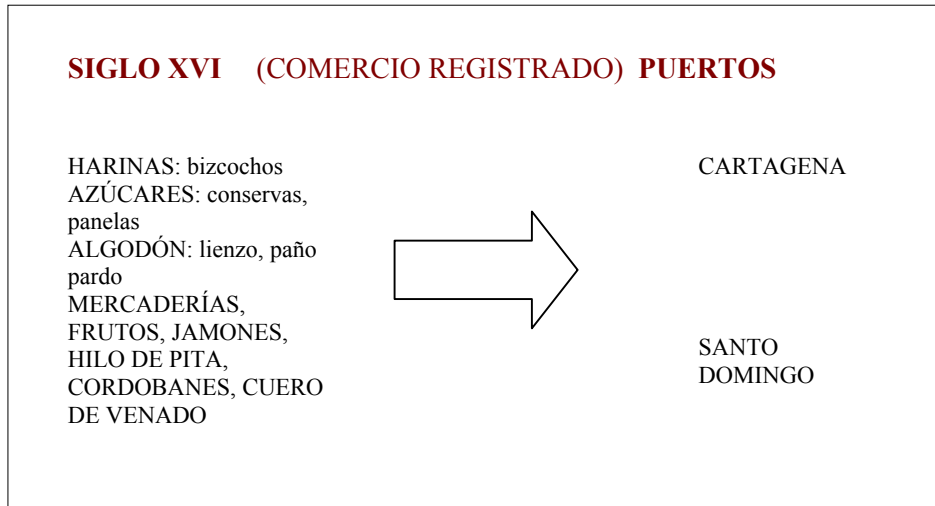 SIGLO XVI (COMERCIO REGISTRADO) PUERTOS
HARINAS: bizcochos
AZÚCARES: conservas,
panelas
ALGODÓN: lienzo, paño
pardo
MERCADERÍAS,
FRUTOS, JAMONES,
HILO DE PITA,
CORDOBANES, CUERO
DE VENADO
CARTAGENA
SANTO
DOMINGO